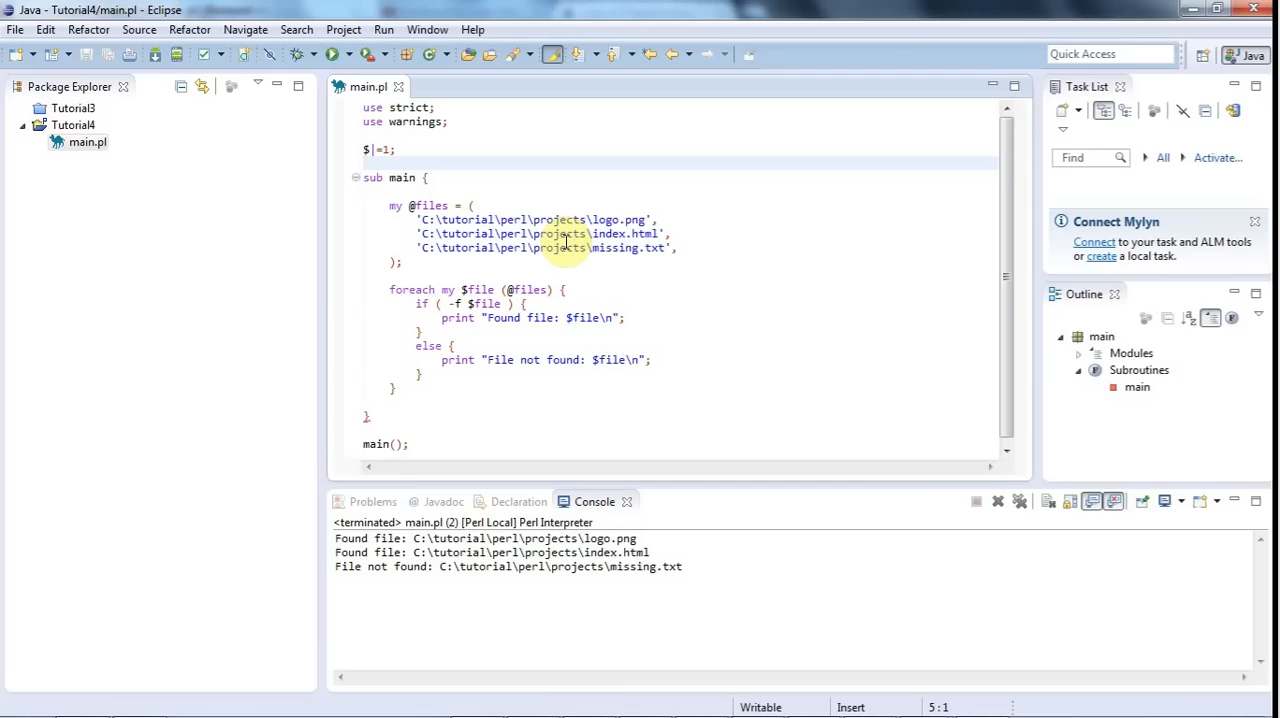 Java - Tutorial4/main.pl - Eclipse
File Edit Refactor Source Refactor Navigate Search Project Run Window Help
Quick Access
Java
Package Explorer
Tutorial3
Tutorial4
main.pl
main.pl
use strict;
use warnings;
$|=1;
sub main {
my @files = (
'C:\tutorial\perl\projects\logo.png',
'C:\tutorial\perl\projects\index.html',
'C:\tutorial\perl\projects\missing.txt',
);
foreach my $file (@files) {
if ( -f $file ) {
print "Found file: $file\n";
}
else {
print "File not found: $file\n";
}
}
}
main();
Task List
Find All Activate...
Connect Mylyn
Connect to your task and ALM tools
or create a local task.
Outline
main
Modules
Subroutines
main
Problems Javadoc Declaration Console
<terminated> main.pl (2) [Perl Local] Perl Interpreter
Found file: C:\tutorial\perl\projects\logo.png
Found file: C:\tutorial\perl\projects\index.html
File not found: C:\tutorial\perl\projects\missing.txt
Writable Insert 5 : 1